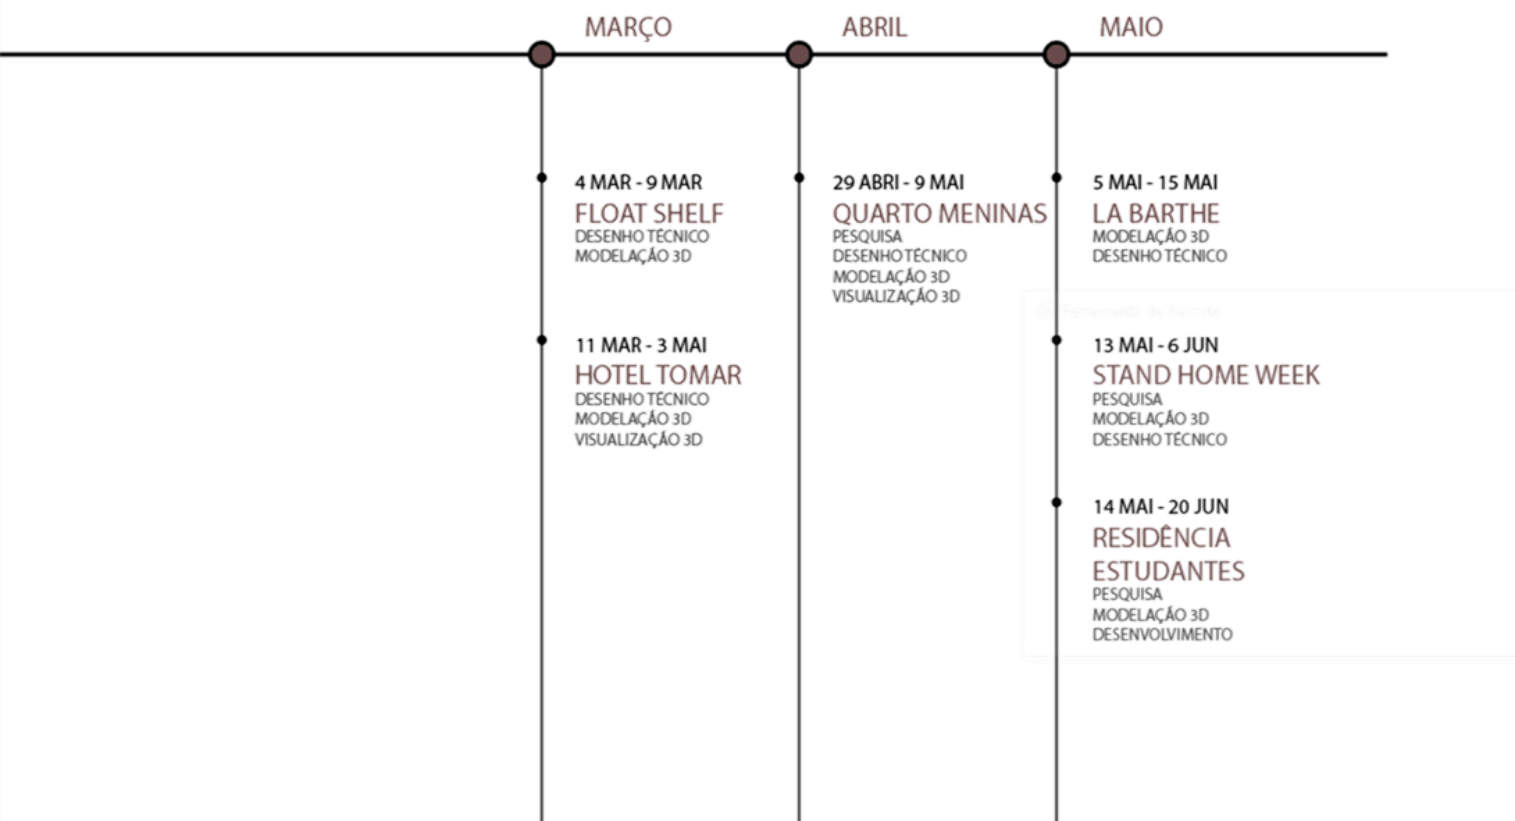 MARÇO
ABRIL
MAIO
4 MAR - 9 MAR
FLOAT SHELF
DESENHO TÉCNICO
MODELAÇÃO 3D
11 MAR - 3 MAI
HOTEL TOMAR
DESENHO TÉCNICO
MODELAÇÃO 3D
VISUALIZAÇÃO 3D
29 ABRI - 9 MAI
QUARTO MENINAS
PESQUISA
DESENHO TÉCNICO
MODELAÇÃO 3D
VISUALIZAÇÃO 3D
5 MAI - 15 MAI
LA BARTHE
MODELAÇÃO 3D
DESENHO TÉCNICO
13 MAI - 6 JUN
STAND HOME WEEK
PESQUISA
MODELAÇÃO 3D
DESENHO TÉCNICO
14 MAI - 20 JUN
RESIDÊNCIA
ESTUDANTES
PESQUISA
MODELAÇÃO 3D
DESENVOLVIMENTO